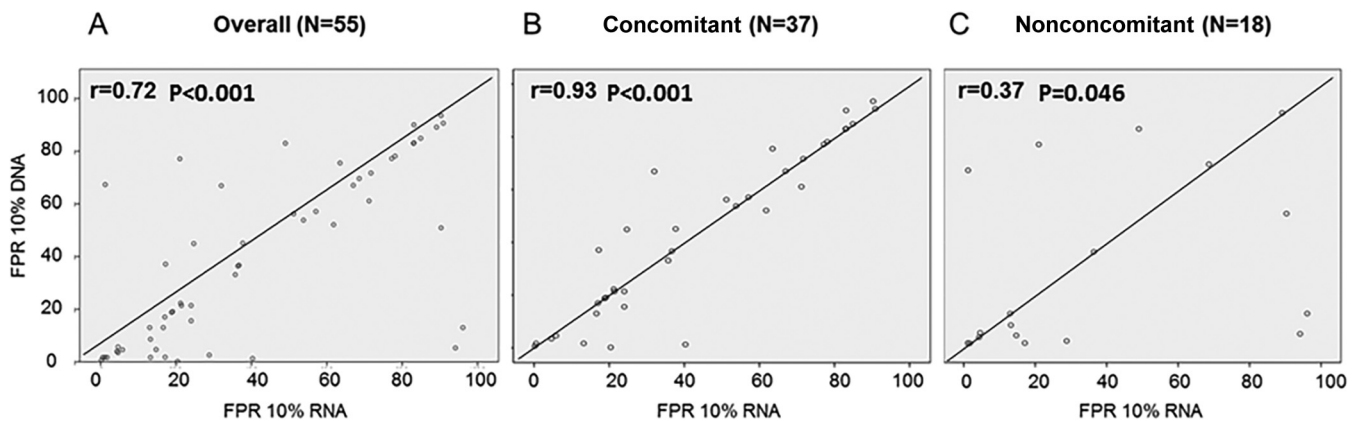 A Overall (N=55)
r=0.72 P<0.001
100
80
60
40
20
0
FPR 10% DNA
0 20 40 60 80 100
FPR 10% RNA
B Concomitant (N=37)
r=0.93 P<0.001
0 20 40 60 80 100
FPR 10% RNA
C Nonconcomitant (N=18)
r=0.37 P=0.046
0 20 40 60 80 100
FPR 10% RNA